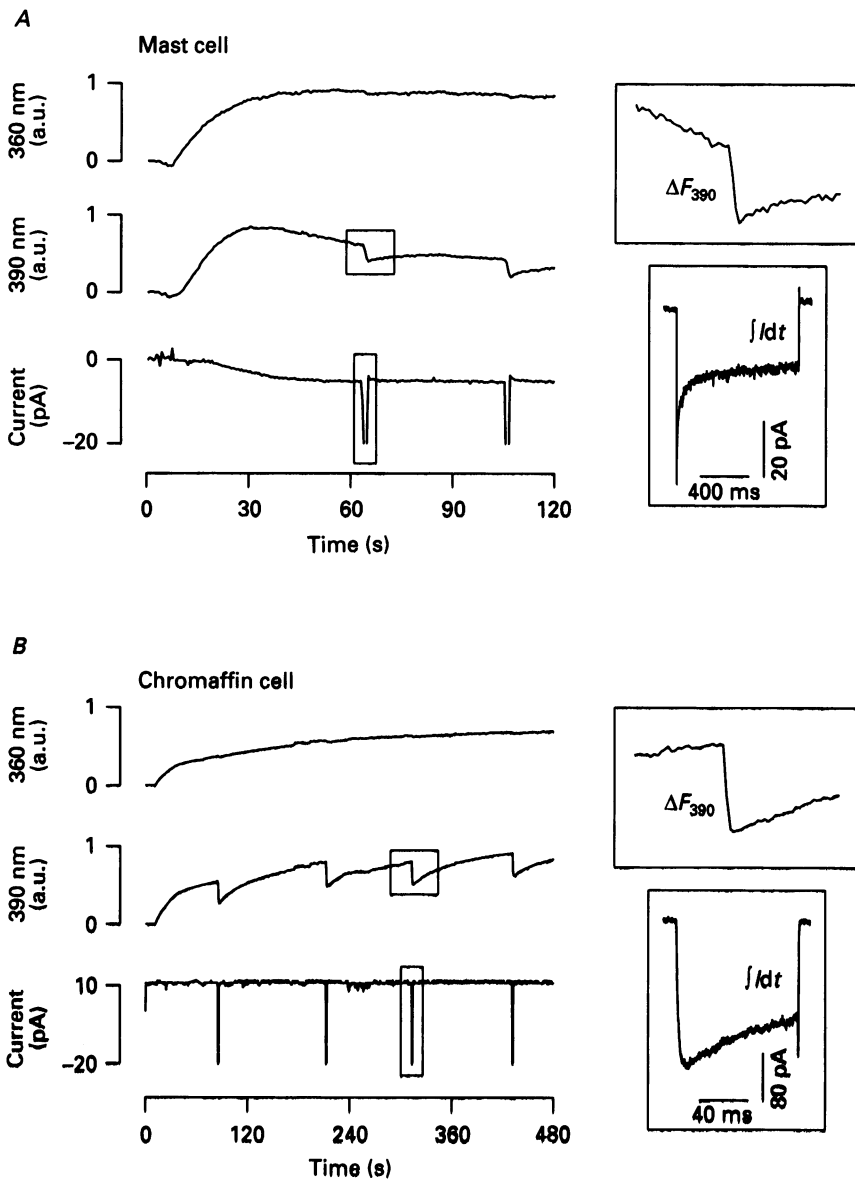 A
Mast cell
360 nm
(a.u.)
1
0
390 nm
(a.u.)
1
0
Current
(pA)
0
−20
0
30
60
90
120
Time (s)
ΔF390
∫Idt
20 pA
400 ms
B
Chromaffin cell
360 nm
(a.u.)
1
0
390 nm
(a.u.)
1
0
Current
(pA)
10
−20
0
120
240
360
480
Time (s)
ΔF390
∫Idt
80 pA
40 ms